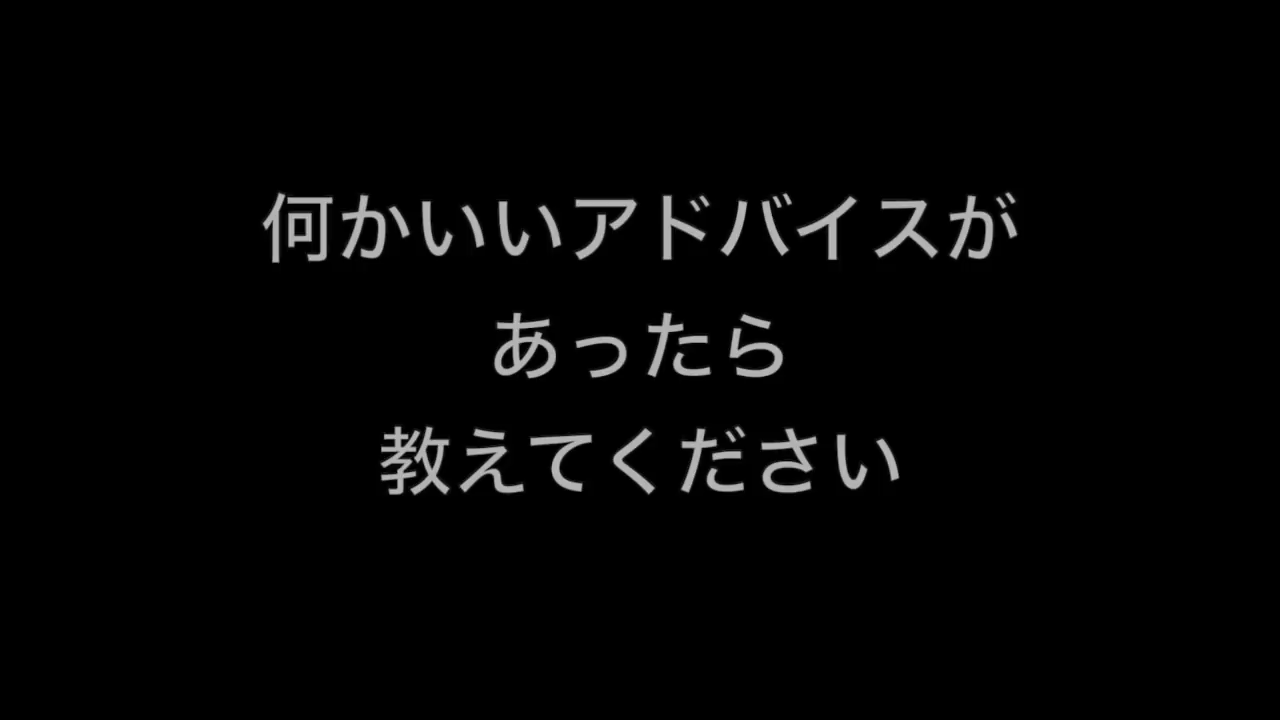 何かいいアドバイスが
あったら
教えてください